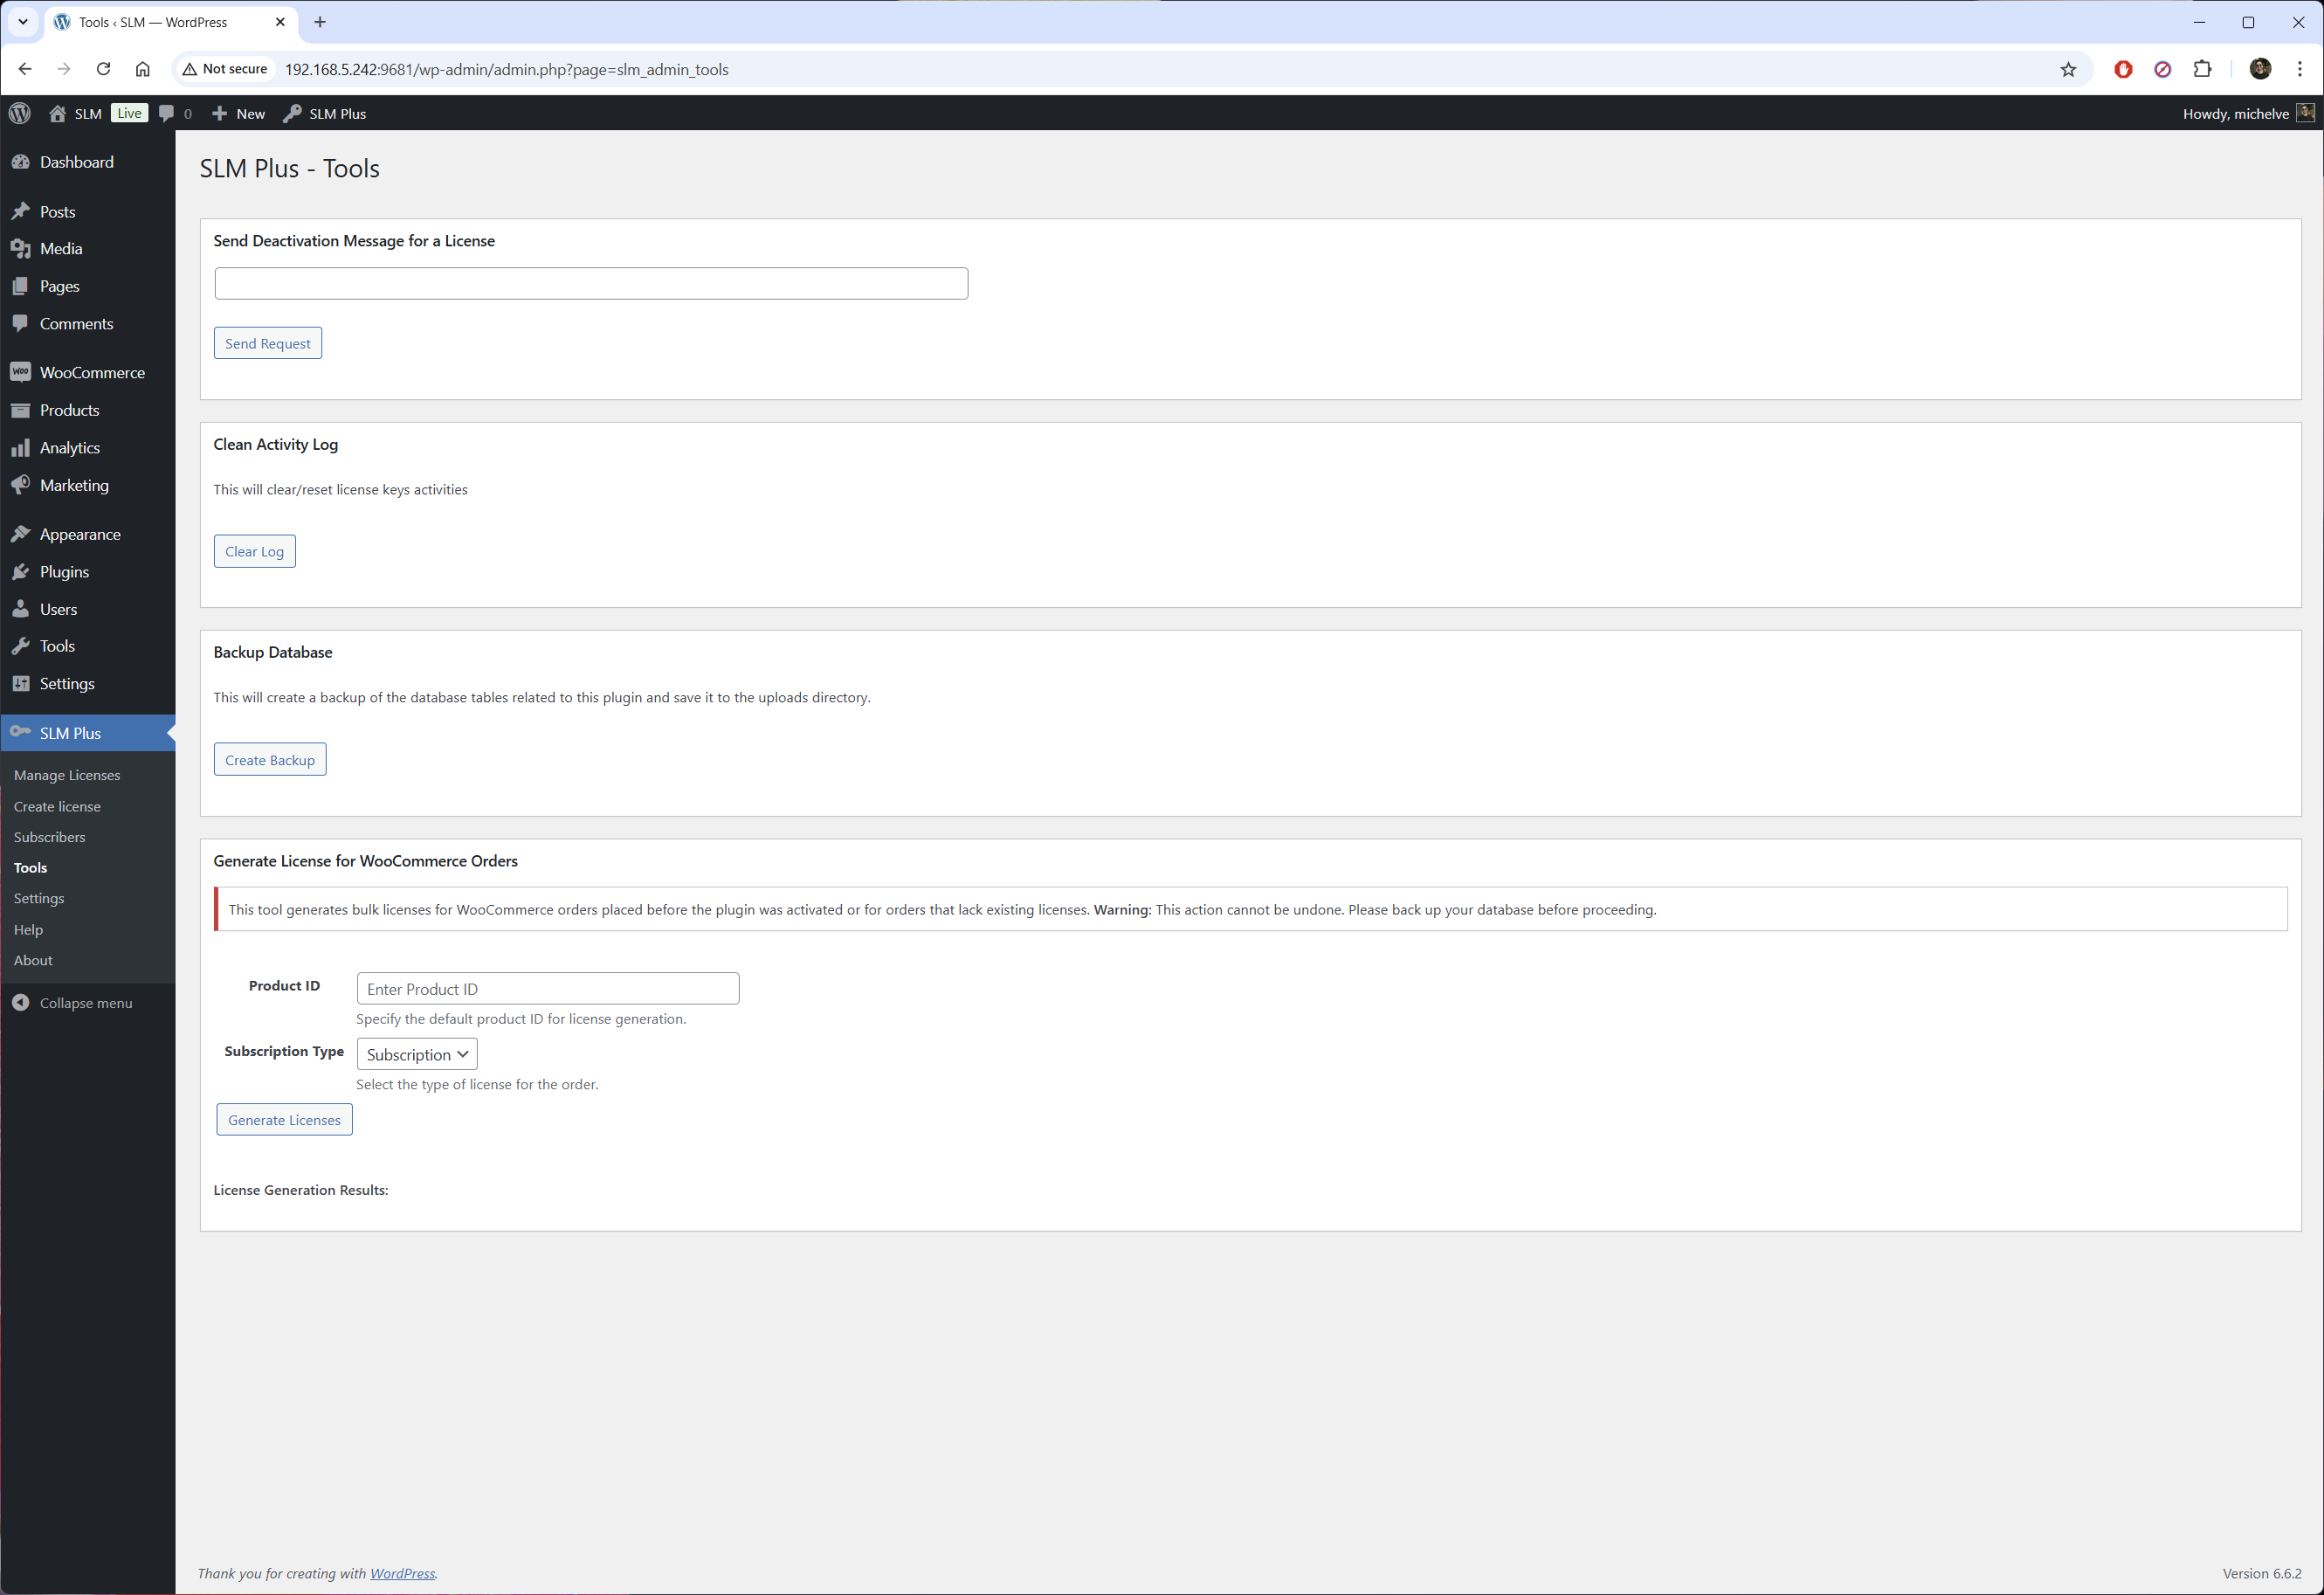 Tools ‹ SLM — WordPress
Not secure
192.168.5.242:9681/wp-admin/admin.php?page=slm_admin_tools
SLM Live 0 New SLM Plus
Howdy, michelve
Dashboard
Posts
Media
Pages
Comments
WooCommerce
Products
Analytics
Marketing
Appearance
Plugins
Users
Tools
Settings
SLM Plus
Manage Licenses
Create license
Subscribers
Tools
Settings
Help
About
Collapse menu
SLM Plus - Tools
Send Deactivation Message for a License
Send Request
Clean Activity Log
This will clear/reset license keys activities
Clear Log
Backup Database
This will create a backup of the database tables related to this plugin and save it to the uploads directory.
Create Backup
Generate License for WooCommerce Orders
This tool generates bulk licenses for WooCommerce orders placed before the plugin was activated or for orders that lack existing licenses. Warning: This action cannot be undone. Please back up your database before proceeding.
Product ID
Enter Product ID
Specify the default product ID for license generation.
Subscription Type
Subscription
Select the type of license for the order.
Generate Licenses
License Generation Results:
Thank you for creating with WordPress.
Version 6.6.2